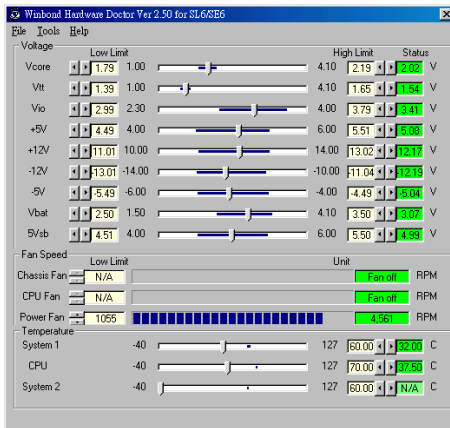 Winbond Hardware Doctor Ver 2.50 for SL6/SE6
File Tools Help
Voltage Low Limit High Limit Status
Vcore 1.79 1.00 4.10 2.19 2.02 V
Vtt 1.39 1.00 4.10 1.65 1.54 V
Vio 2.99 2.30 4.00 3.79 3.41 V
+5V 4.49 4.00 6.00 5.51 5.08 V
+12V 11.01 10.00 14.00 13.02 12.17 V
-12V -13.01 -14.00 -10.00 -11.04 -12.19 V
-5V -5.49 -6.00 -4.00 -4.49 -5.04 V
Vbat 2.50 1.50 4.10 3.50 3.07 V
5Vsb 4.51 4.00 6.00 5.50 4.99 V
Fan Speed Low Limit Unit
Chassis Fan N/A Fan off RPM
CPU Fan N/A Fan off RPM
Power Fan 1055 4,561 RPM
Temperature
System 1 -40 127 60.00 32.00 C
CPU -40 127 70.00 37.50 C
System 2 -40 127 60.00 N/A C